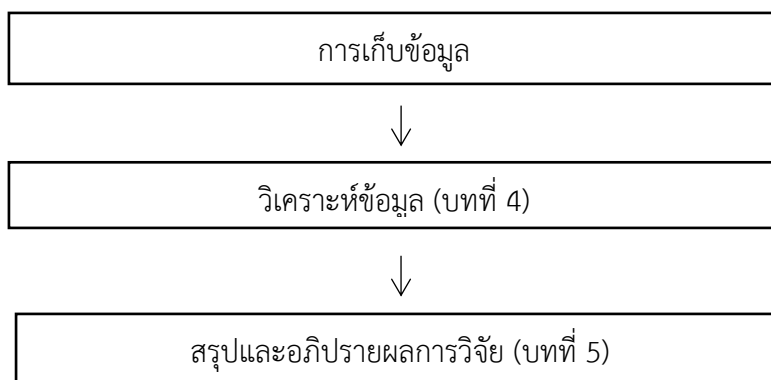 การเก็บข้อมูล
วิเคราะห์ข้อมูล (บทที่ 4)
สรุปและอภิปรายผลการวิจัย (บทที่ 5)